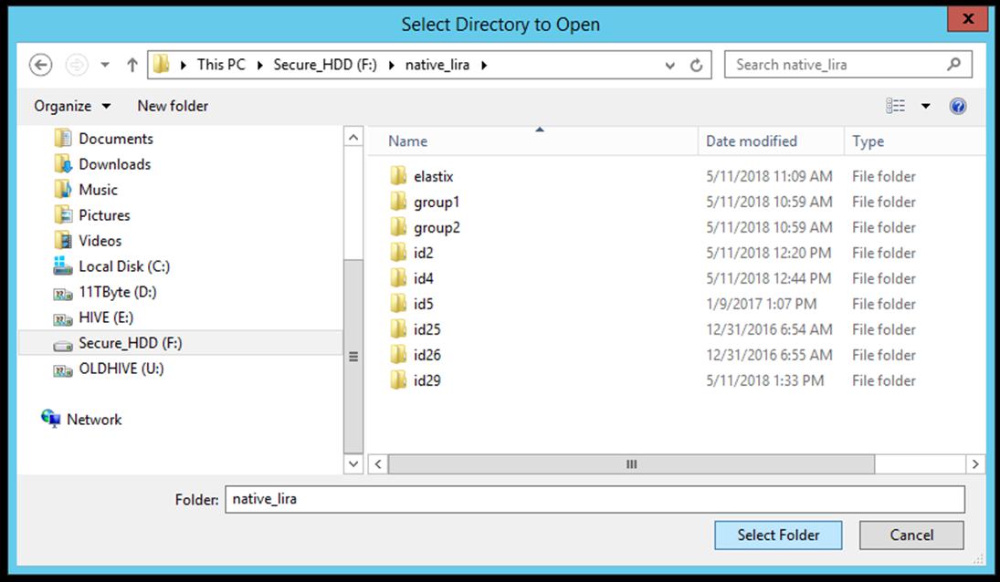 Select Directory to Open
This PC Secure_HDD (F:) native_lira
Search native_lira
Organize New folder
Documents
Downloads
Music
Pictures
Videos
Local Disk (C:)
11TByte (D:)
HIVE (E:)
Secure_HDD (F:)
OLDHIVE (U:)
Network
Name Date modified Type
elastix 5/11/2018 11:09 AM File folder
group1 5/11/2018 10:59 AM File folder
group2 5/11/2018 10:59 AM File folder
id2 5/11/2018 12:20 PM File folder
id4 5/11/2018 12:44 PM File folder
id5 1/9/2017 1:07 PM File folder
id25 12/31/2016 6:54 AM File folder
id26 12/31/2016 6:55 AM File folder
id29 5/11/2018 1:33 PM File folder
Folder: native_lira
Select Folder Cancel